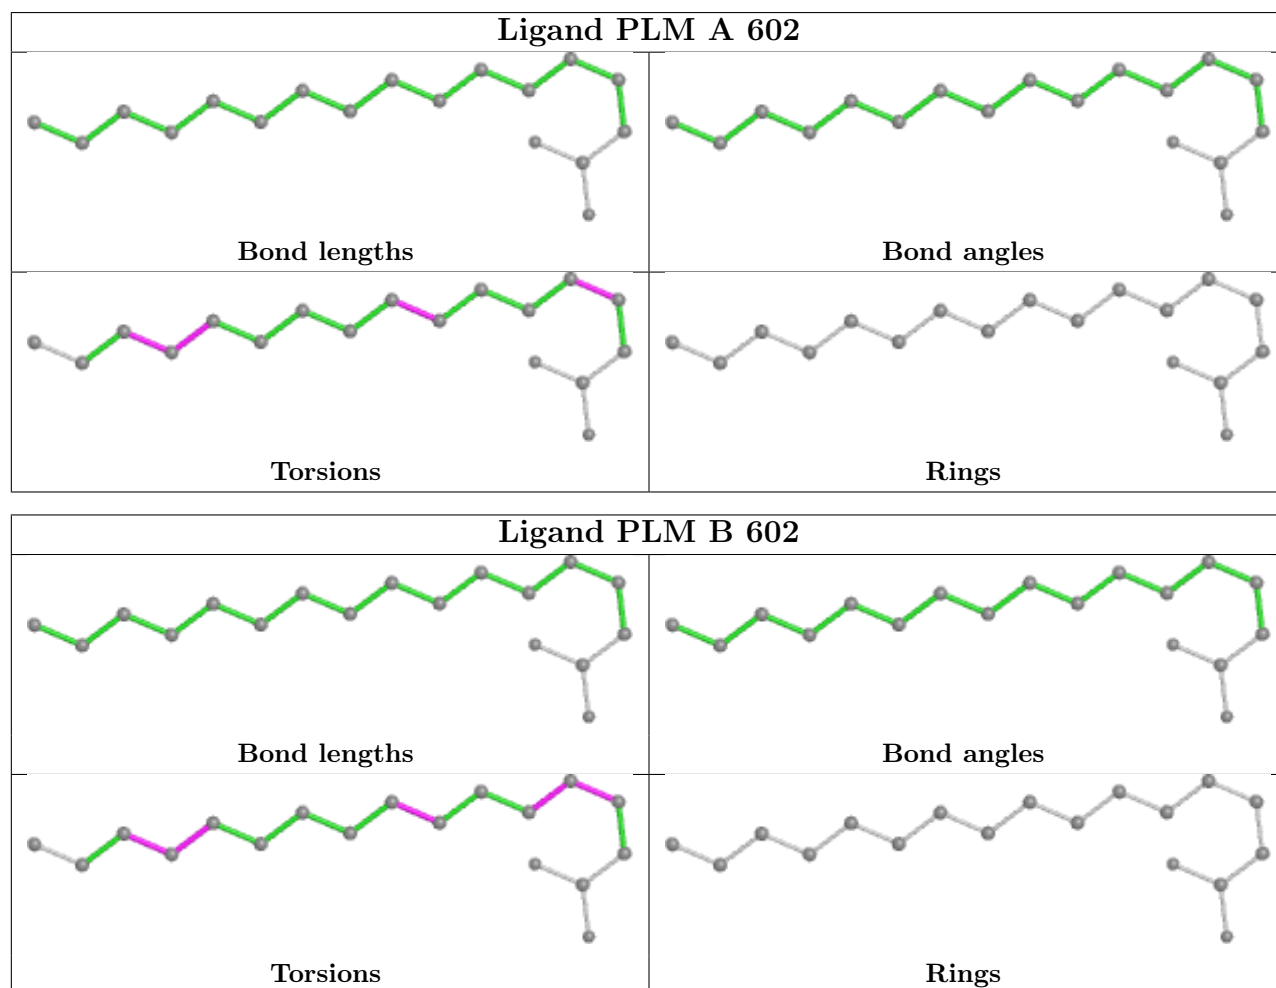 Ligand PLM A 602
Bond lengths
Bond angles
Torsions
Rings
Ligand PLM B 602
Bond lengths
Bond angles
Torsions
Rings